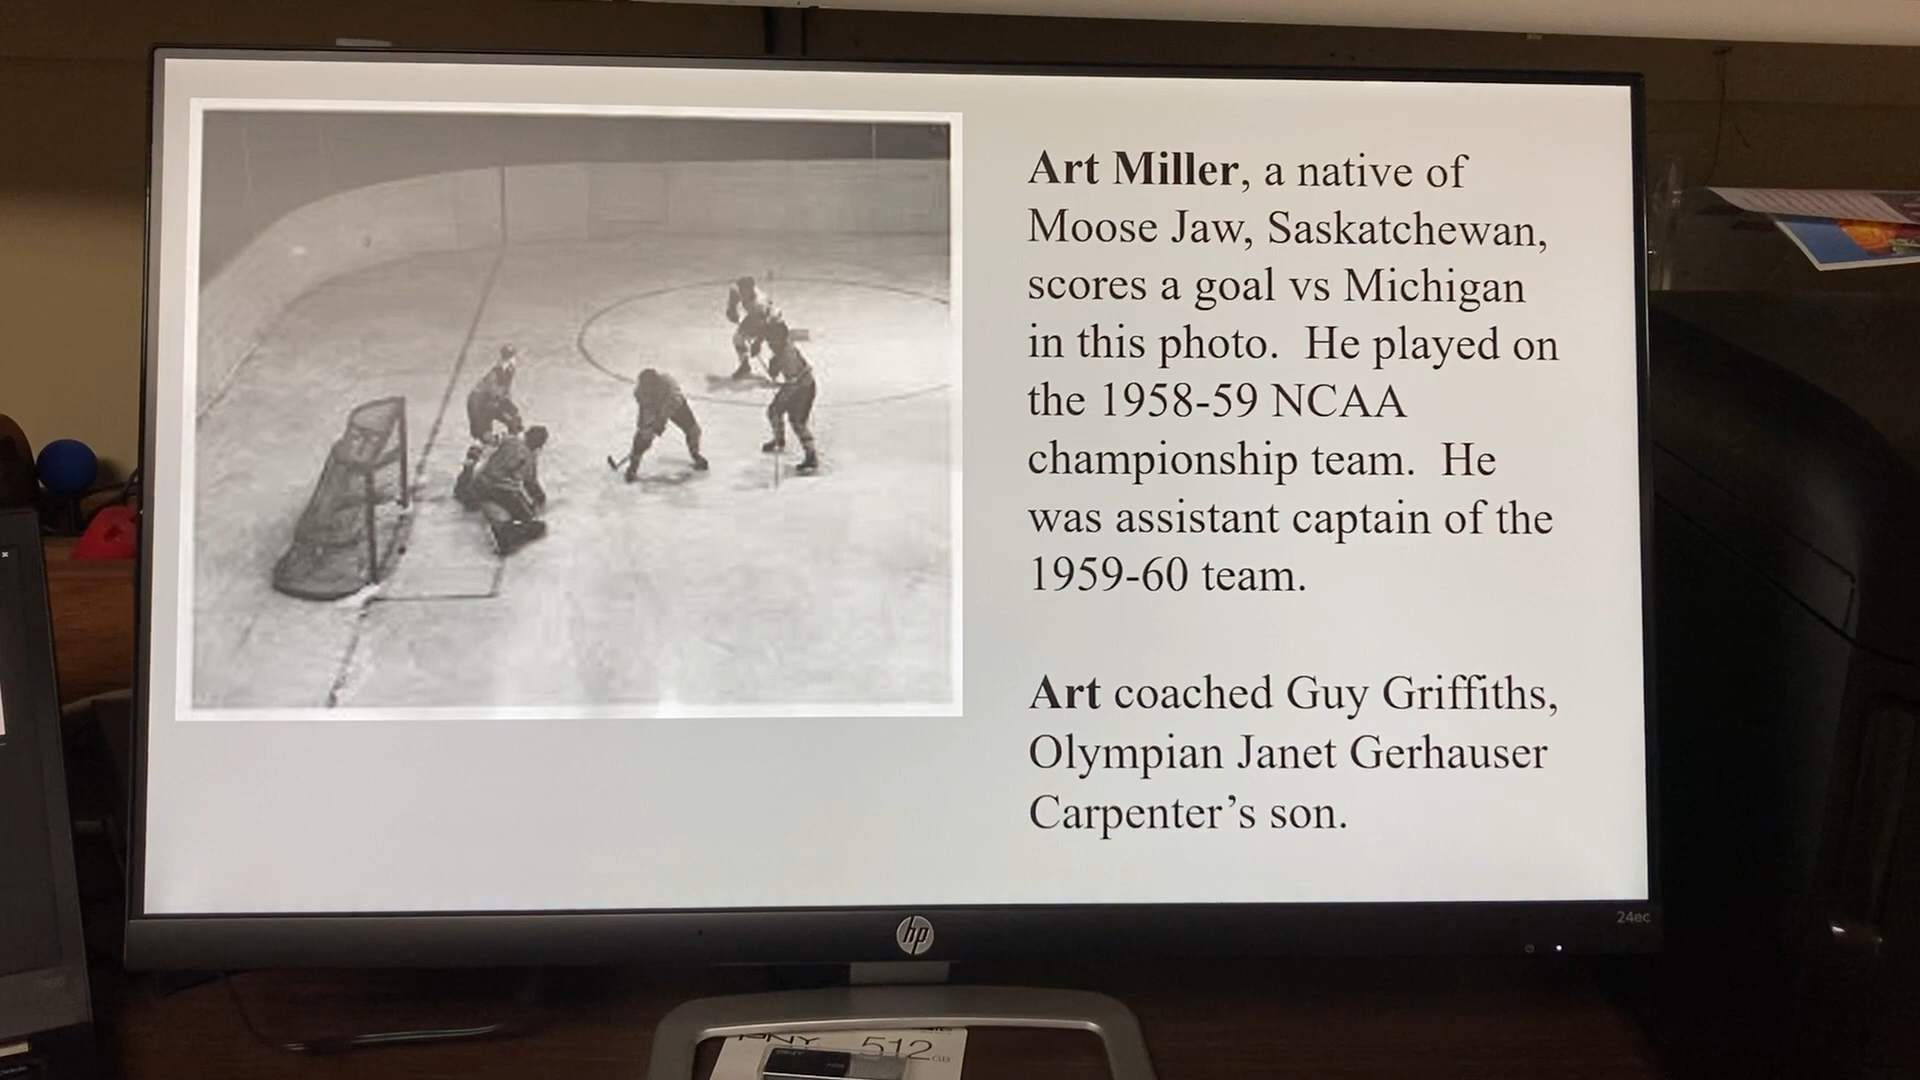 Art Miller, a native of
Moose Jaw, Saskatchewan,
scores a goal vs Michigan
in this photo.  He played on
the 1958-59 NCAA
championship team.  He
was assistant captain of the
1959-60 team.
Art coached Guy Griffiths,
Olympian Janet Gerhauser
Carpenter’s son.
24ec
hp
PNY 512GB